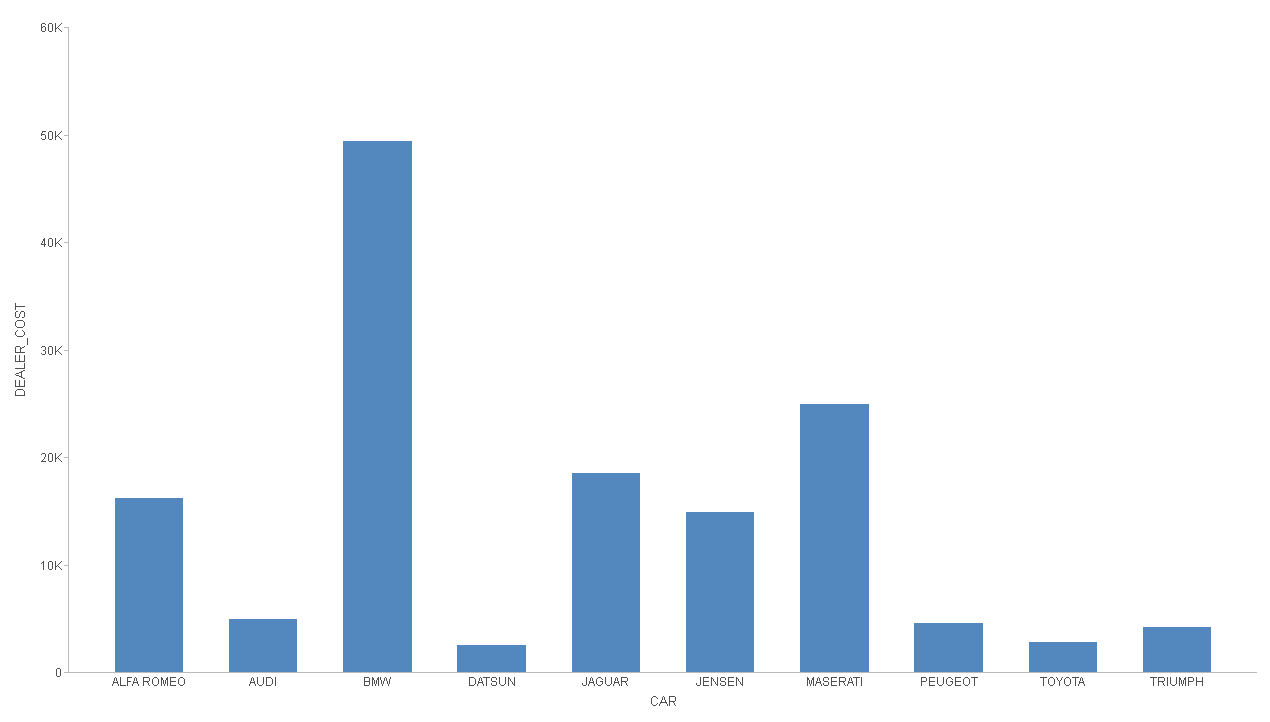 60K
50K
40K
30K
20K
10K
0
DEALER_COST
ALFA ROMEO AUDI BMW DATSUN JAGUAR JENSEN MASERATI PEUGEOT TOYOTA TRIUMPH
CAR